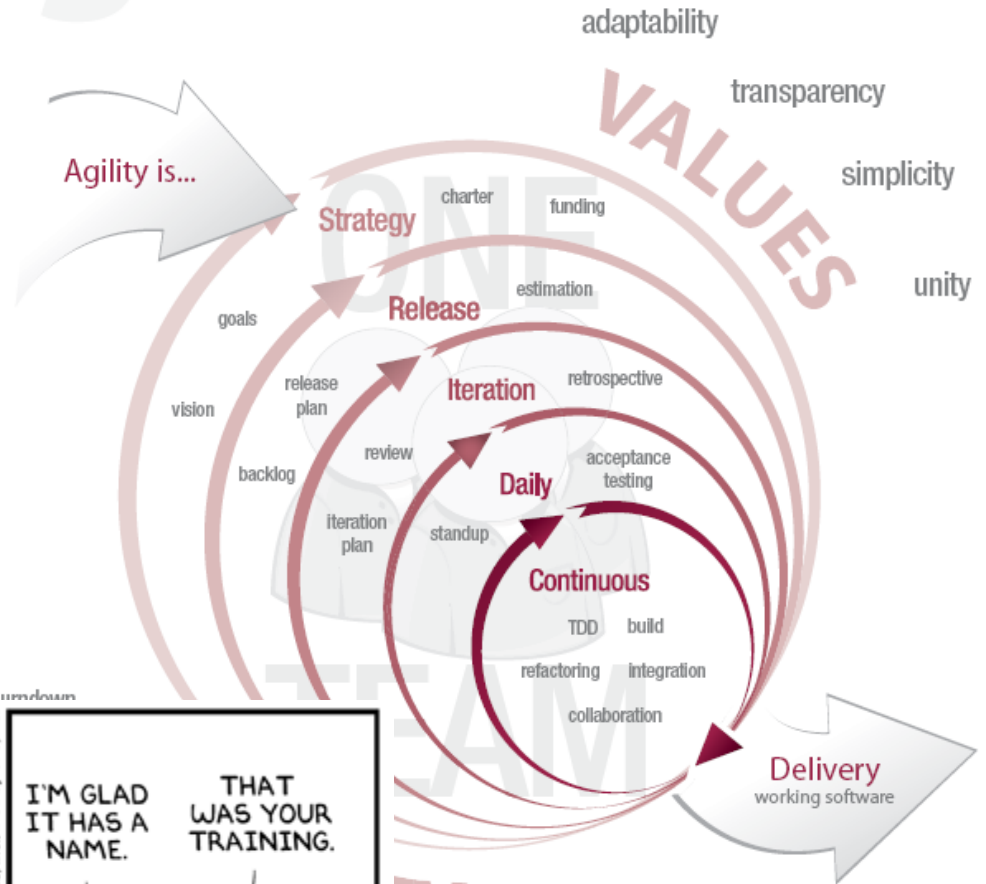 adaptability
transparency
VALUES
simplicity
unity
Agility is...
ONE
Strategy
charter
funding
Release
estimation
goals
Iteration
retrospective
release
plan
vision
review
Daily
acceptance
testing
backlog
iteration
plan
standup
Continuous
TDD build
refactoring integration
collaboration
TEAM
Delivery
working software
I'M GLAD
IT HAS A
NAME.
THAT
WAS YOUR
TRAINING.